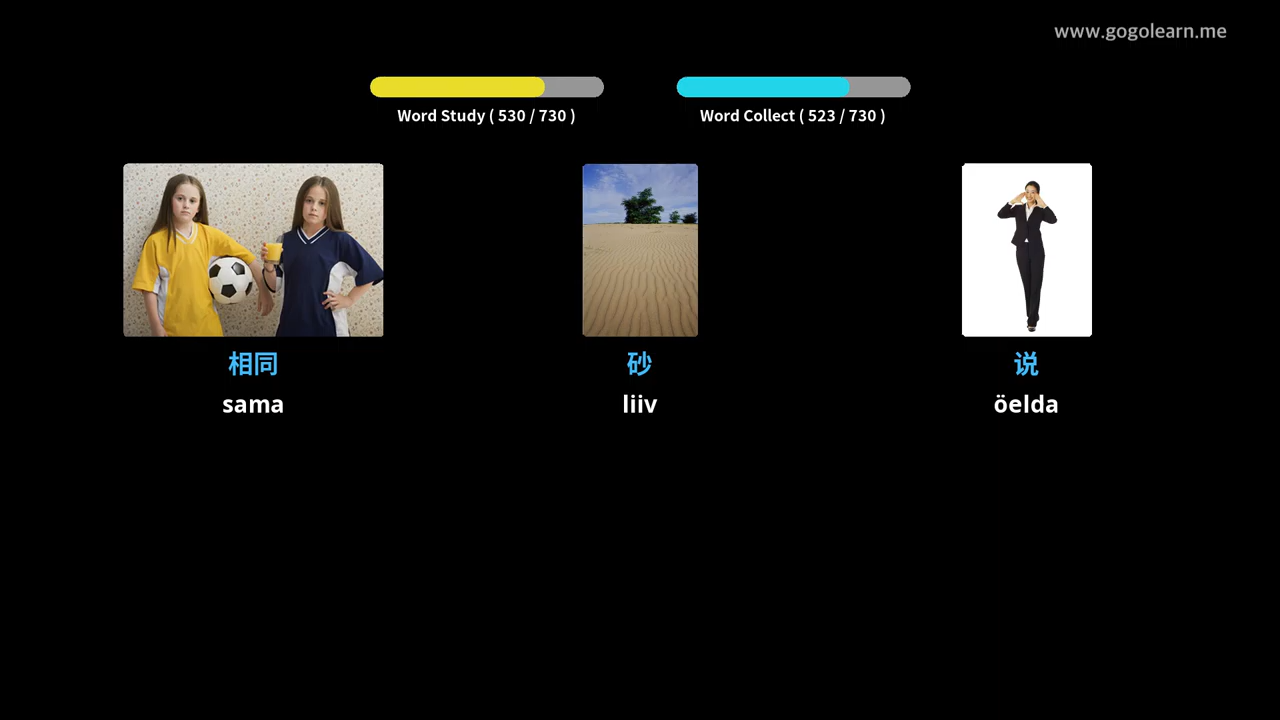 www.gogolearn.me
Word Study ( 530 / 730 )
Word Collect ( 523 / 730 )
相同
砂
说
sama
liiv
öelda